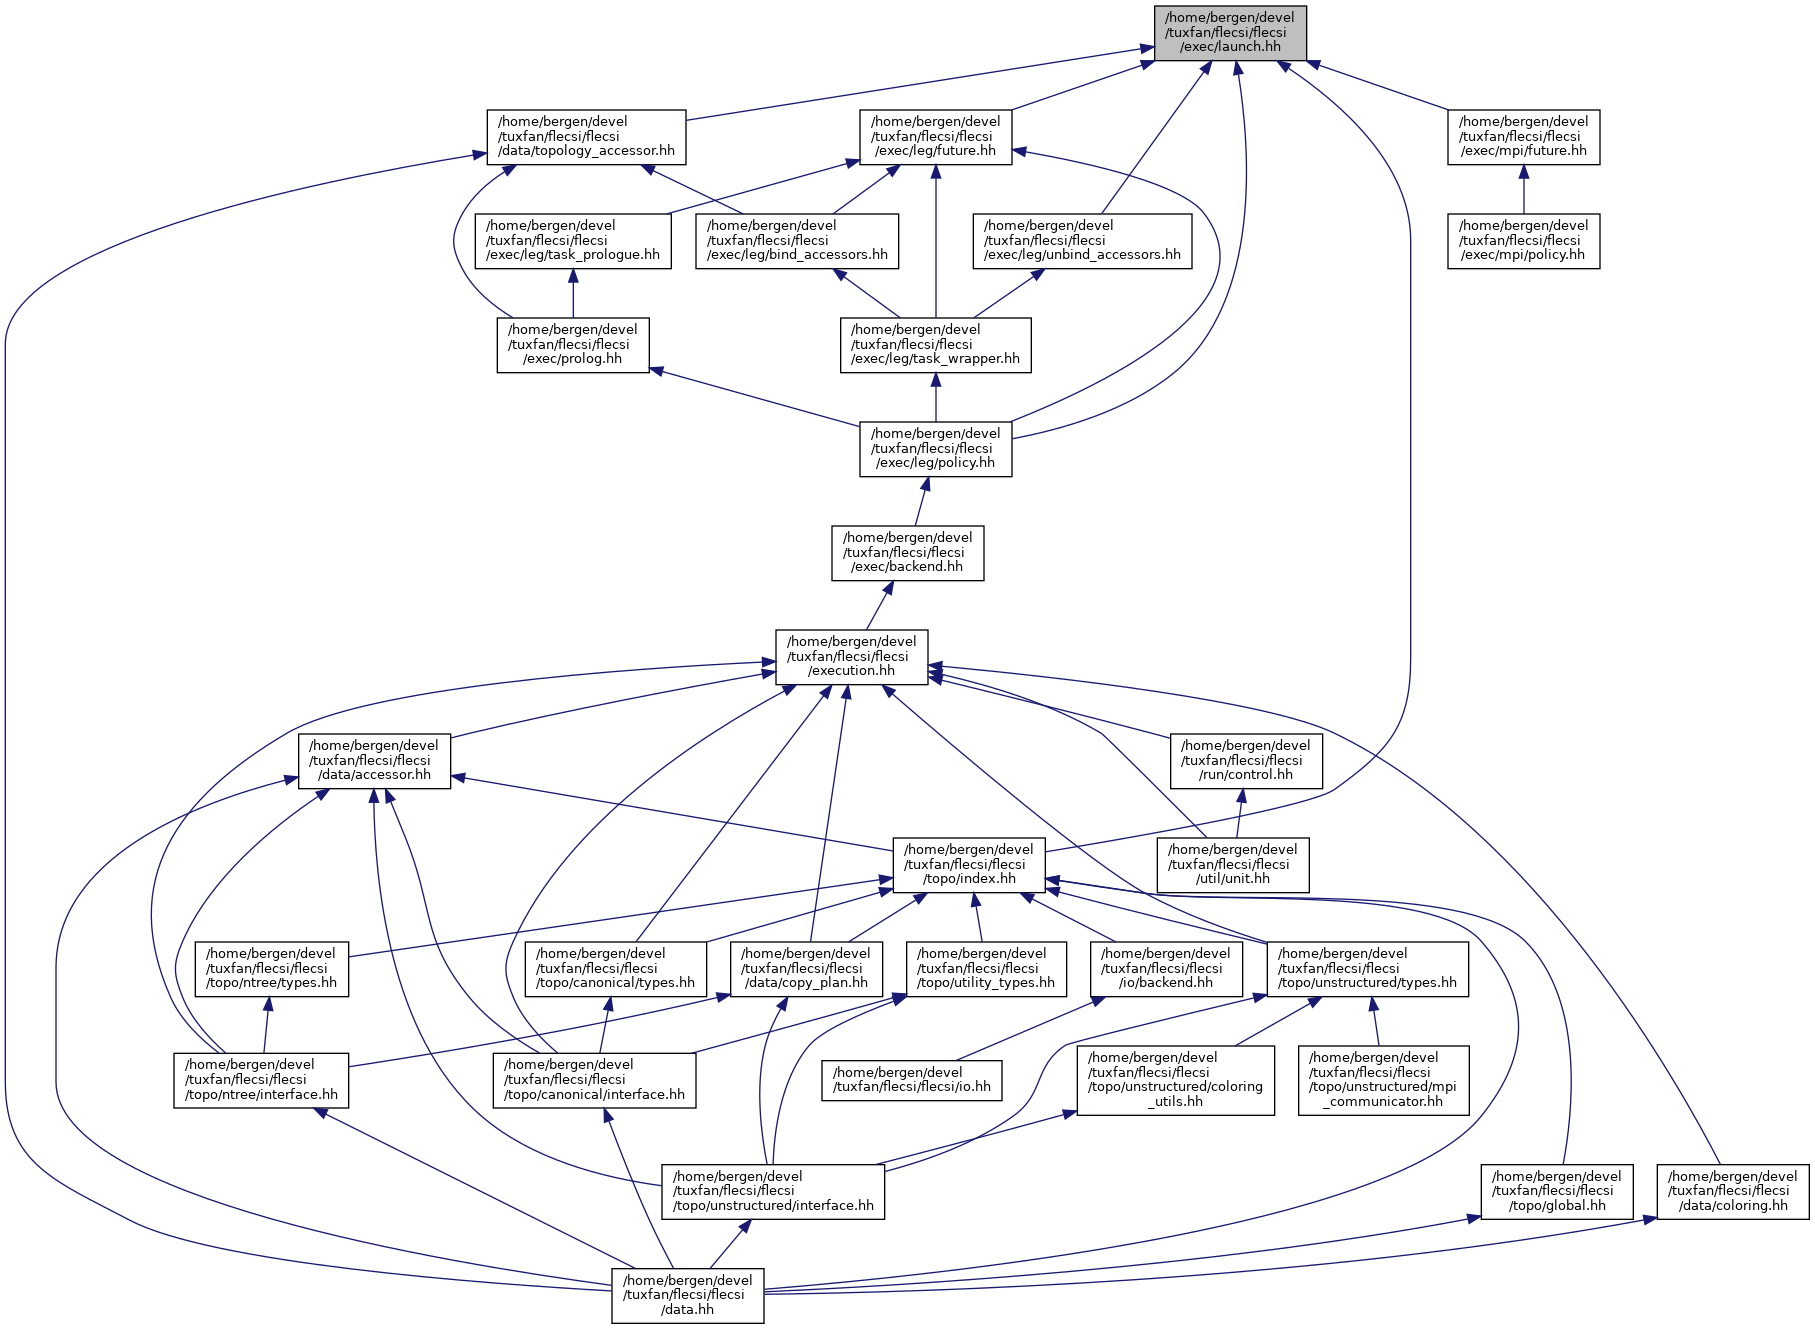 /home/bergen/devel
/tuxfan/flecsi/flecsi
/exec/launch.hh
/home/bergen/devel
/tuxfan/flecsi/flecsi
/data/topology_accessor.hh
/home/bergen/devel
/tuxfan/flecsi/flecsi
/exec/leg/future.hh
/home/bergen/devel
/tuxfan/flecsi/flecsi
/exec/mpi/future.hh
/home/bergen/devel
/tuxfan/flecsi/flecsi
/exec/leg/task_prologue.hh
/home/bergen/devel
/tuxfan/flecsi/flecsi
/exec/leg/bind_accessors.hh
/home/bergen/devel
/tuxfan/flecsi/flecsi
/exec/leg/unbind_accessors.hh
/home/bergen/devel
/tuxfan/flecsi/flecsi
/exec/mpi/policy.hh
/home/bergen/devel
/tuxfan/flecsi/flecsi
/exec/prolog.hh
/home/bergen/devel
/tuxfan/flecsi/flecsi
/exec/leg/task_wrapper.hh
/home/bergen/devel
/tuxfan/flecsi/flecsi
/exec/leg/policy.hh
/home/bergen/devel
/tuxfan/flecsi/flecsi
/exec/backend.hh
/home/bergen/devel
/tuxfan/flecsi/flecsi
/execution.hh
/home/bergen/devel
/tuxfan/flecsi/flecsi
/data/accessor.hh
/home/bergen/devel
/tuxfan/flecsi/flecsi
/run/control.hh
/home/bergen/devel
/tuxfan/flecsi/flecsi
/topo/index.hh
/home/bergen/devel
/tuxfan/flecsi/flecsi
/util/unit.hh
/home/bergen/devel
/tuxfan/flecsi/flecsi
/topo/ntree/types.hh
/home/bergen/devel
/tuxfan/flecsi/flecsi
/topo/canonical/types.hh
/home/bergen/devel
/tuxfan/flecsi/flecsi
/data/copy_plan.hh
/home/bergen/devel
/tuxfan/flecsi/flecsi
/topo/utility_types.hh
/home/bergen/devel
/tuxfan/flecsi/flecsi
/io/backend.hh
/home/bergen/devel
/tuxfan/flecsi/flecsi
/topo/unstructured/types.hh
/home/bergen/devel
/tuxfan/flecsi/flecsi
/topo/ntree/interface.hh
/home/bergen/devel
/tuxfan/flecsi/flecsi
/topo/canonical/interface.hh
/home/bergen/devel
/tuxfan/flecsi/flecsi/io.hh
/home/bergen/devel
/tuxfan/flecsi/flecsi
/topo/unstructured/coloring
_utils.hh
/home/bergen/devel
/tuxfan/flecsi/flecsi
/topo/unstructured/mpi
_communicator.hh
/home/bergen/devel
/tuxfan/flecsi/flecsi
/topo/unstructured/interface.hh
/home/bergen/devel
/tuxfan/flecsi/flecsi
/topo/global.hh
/home/bergen/devel
/tuxfan/flecsi/flecsi
/data/coloring.hh
/home/bergen/devel
/tuxfan/flecsi/flecsi
/data.hh